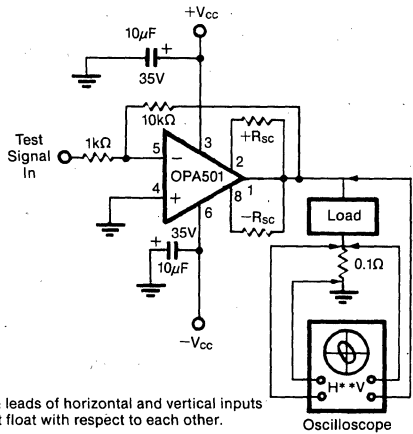 +Vcc
10μF
+
35V
10kΩ
Test
Signal
In
1kΩ
3
+Rsc
5
−
2
OPA501
1
4
+
8
6
−Rsc
35V
+
10μF
−Vcc
Load
0.1Ω
H* *V
leads of horizontal and vertical inputs
t float with respect to each other.
Oscilloscope